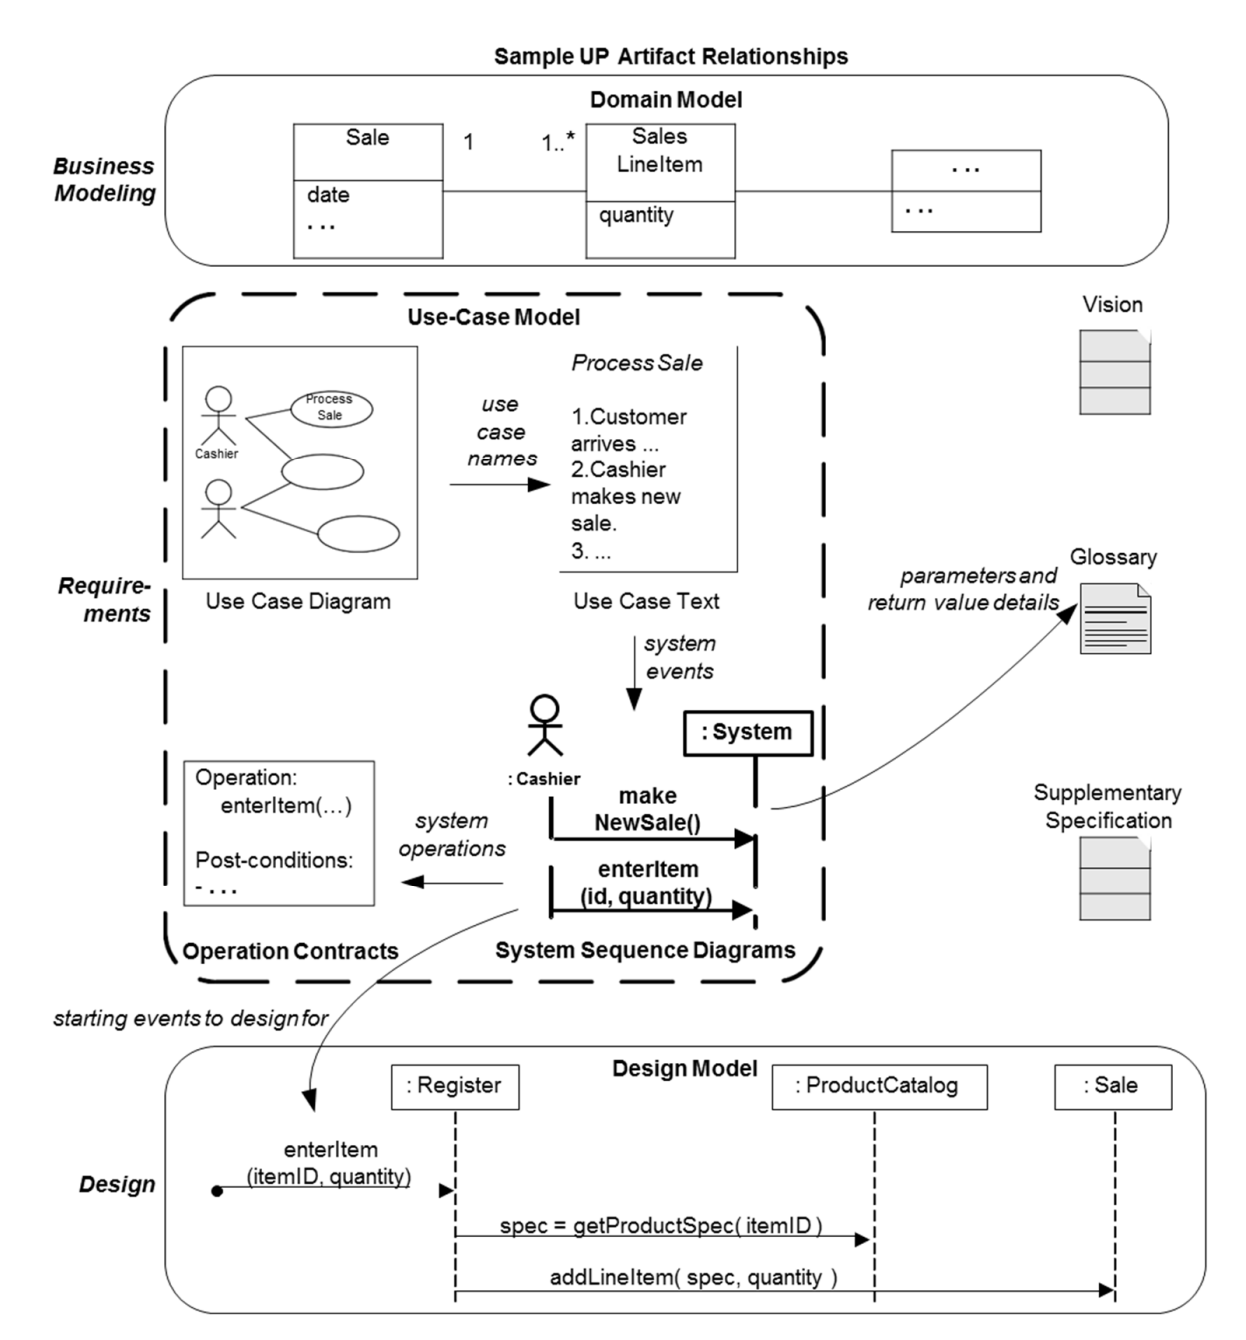 Sample UP Artifact Relationships
Domain Model
Business
Modeling
Sale
date
. . .
1
1..*
Sales
LineItem
quantity
. . .
. . .
Use-Case Model
Process
Sale
Cashier
Use Case Diagram
use
case
names
Process Sale
1.Customer
arrives ...
2.Cashier
makes new
sale.
3. ...
Use Case Text
Vision
Require-
ments
Glossary
parameters and
return value details
system
events
: Cashier
: System
make
NewSale()
enterItem
(id, quantity)
system
operations
Operation:
enterItem(…)
Post-conditions:
- . . .
Operation Contracts
System Sequence Diagrams
Supplementary
Specification
starting events to design for
Design Model
Design
: Register
: ProductCatalog
: Sale
enterItem
(itemID, quantity)
spec = getProductSpec( itemID )
addLineItem( spec, quantity )